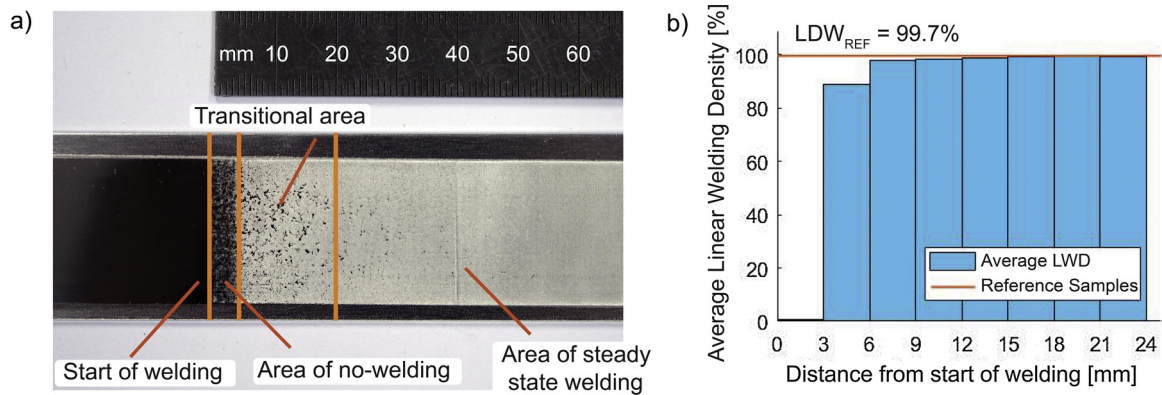 a)
mm 10 20 30 40 50 60
Transitional area
Start of welding
Area of no-welding
Area of steady
state welding
b)
LDW_REF = 99.7%
Average Linear Welding Density [%]
100
80
60
40
20
0
Average LWD
Reference Samples
0 3 6 9 12 15 18 21 24
Distance from start of welding [mm]